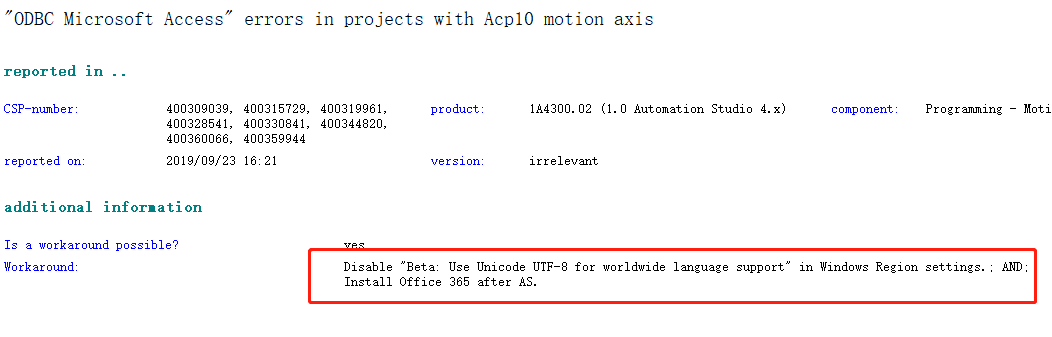 "ODBC Microsoft Access" errors in projects with Acp10 motion axis
reported in ..
CSP-number: 400309039, 400315729, 400319961, product: 1A4300.02 (1.0 Automation Studio 4.x) component: Programming - Moti
400328541, 400330841, 400344820,
400360066, 400359944
reported on: 2019/09/23 16:21 version: irrelevant
additional information
Is a workaround possible? yes
Workaround: Disable "Beta: Use Unicode UTF-8 for worldwide language support" in Windows Region settings.; AND;
Install Office 365 after AS.